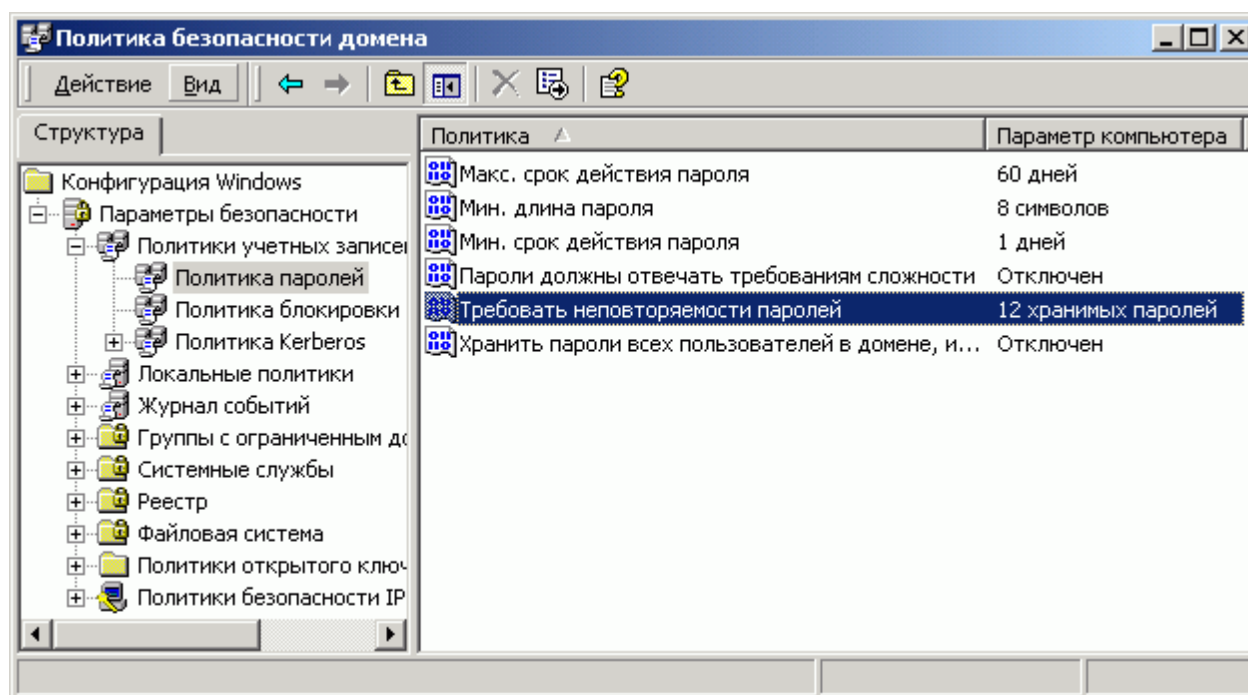 Политика безопасности домена
Действие Вид
Структура
Конфигурация Windows
Параметры безопасности
Политики учетных записей
Политика паролей
Политика блокировки
Политика Kerberos
Локальные политики
Журнал событий
Группы с ограниченным до
Системные службы
Реестр
Файловая система
Политики открытого ключ
Политики безопасности IP
Политика Параметр компьютера
Макс. срок действия пароля 60 дней
Мин. длина пароля 8 символов
Мин. срок действия пароля 1 дней
Пароли должны отвечать требованиям сложности Отключен
Требовать неповторяемости паролей 12 хранимых паролей
Хранить пароли всех пользователей в домене, и... Отключен